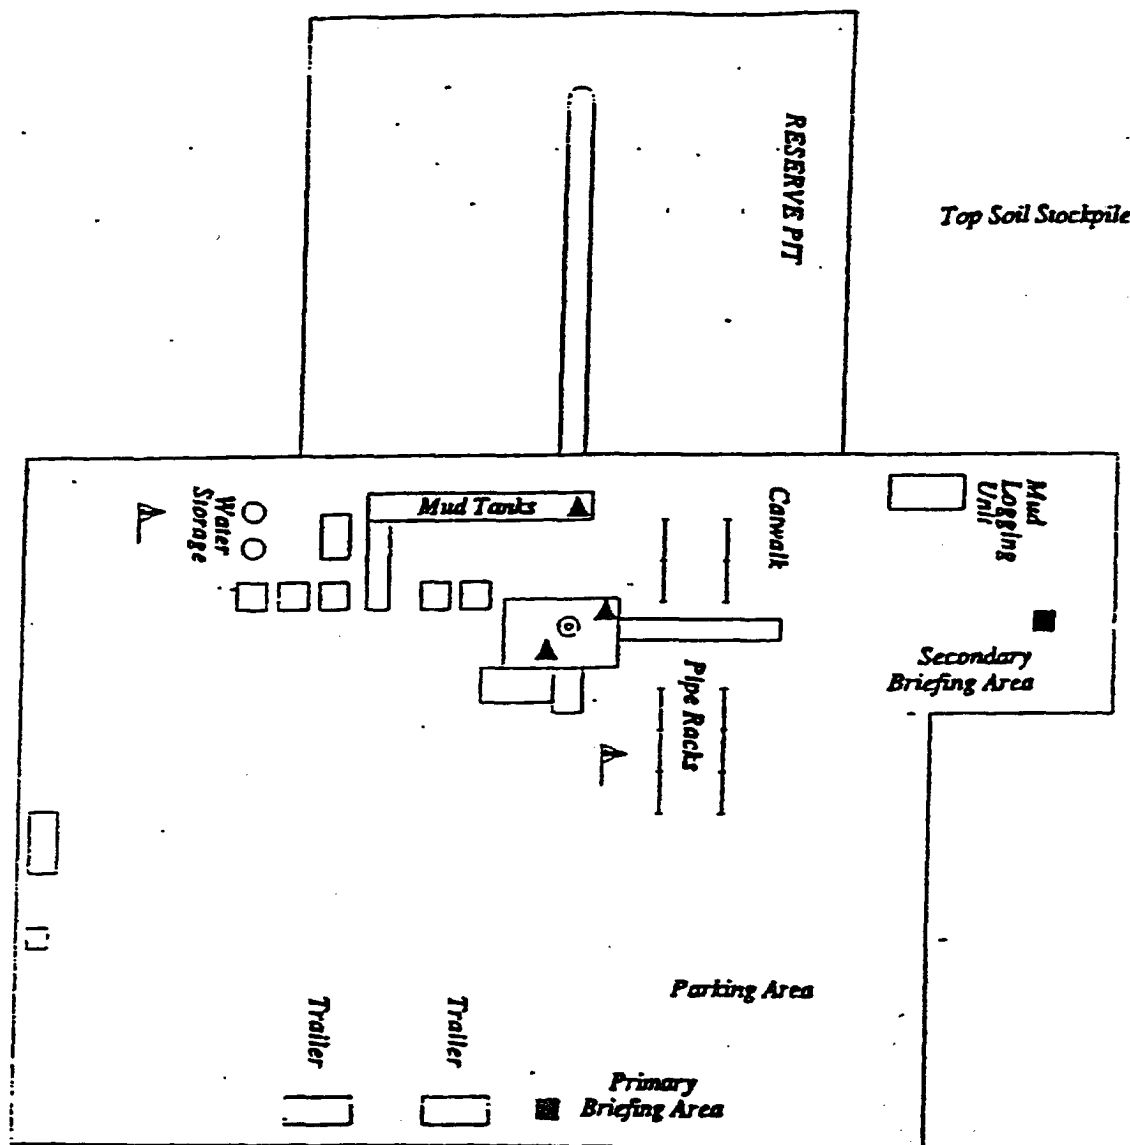 RESERVE PIT
Top Soil Stockpile
Water
Storage
Mud Tanks
Catwalk
Mud
Logging
Unit
Secondary
Briefing Area
Pipe Racks
Parking Area
Trailer
Trailer
Primary
Briefing Area